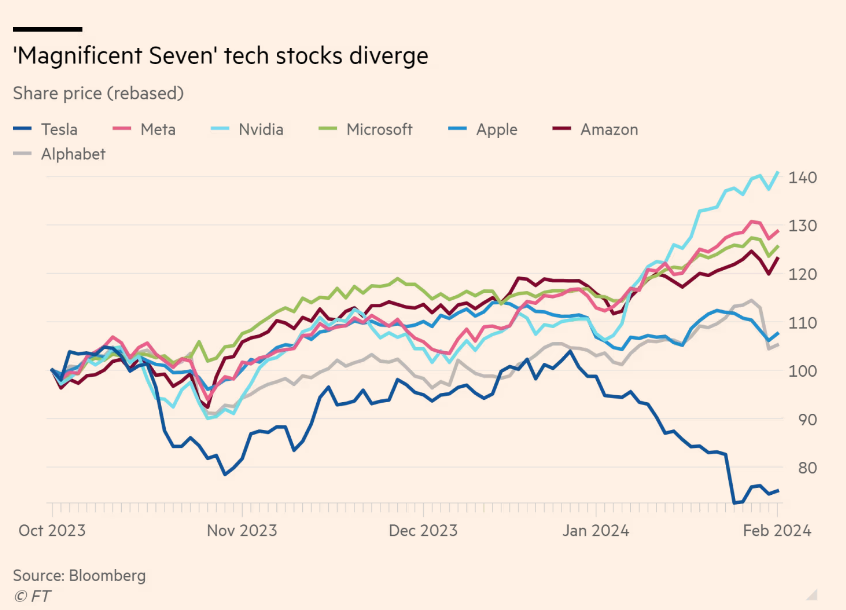 'Magnificent Seven' tech stocks diverge
Share price (rebased)
Tesla Meta Nvidia Microsoft Apple Amazon
Alphabet
140
130
120
110
100
90
80
Oct 2023 Nov 2023 Dec 2023 Jan 2024 Feb 2024
Source: Bloomberg
© FT